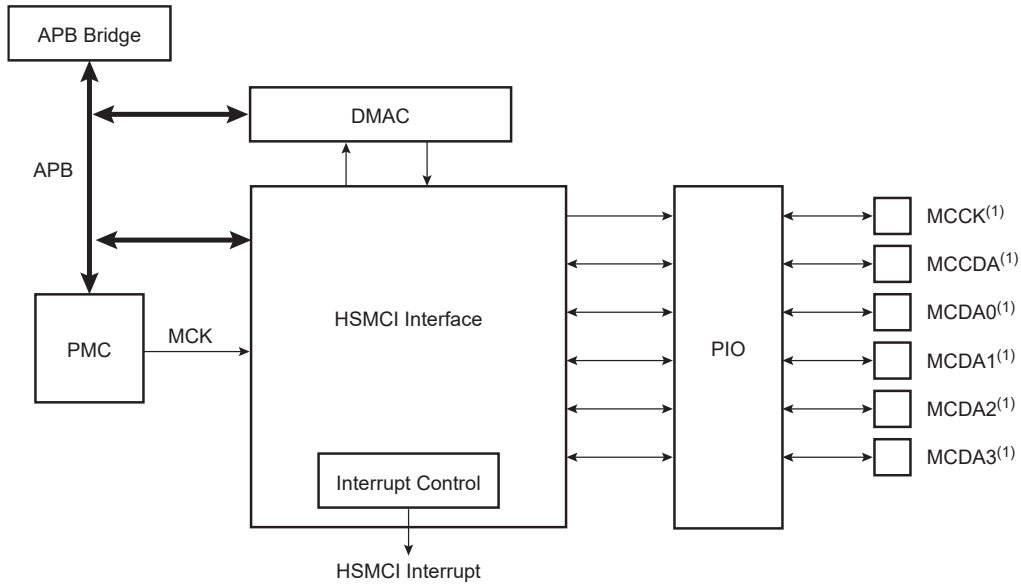 APB Bridge
DMAC
APB
MCCK(1)
MCCDA(1)
HSMCI Interface
MCDA0(1)
MCK
PMC
PIO
MCDA1(1)
MCDA2(1)
MCDA3(1)
Interrupt Control
HSMCI Interrupt